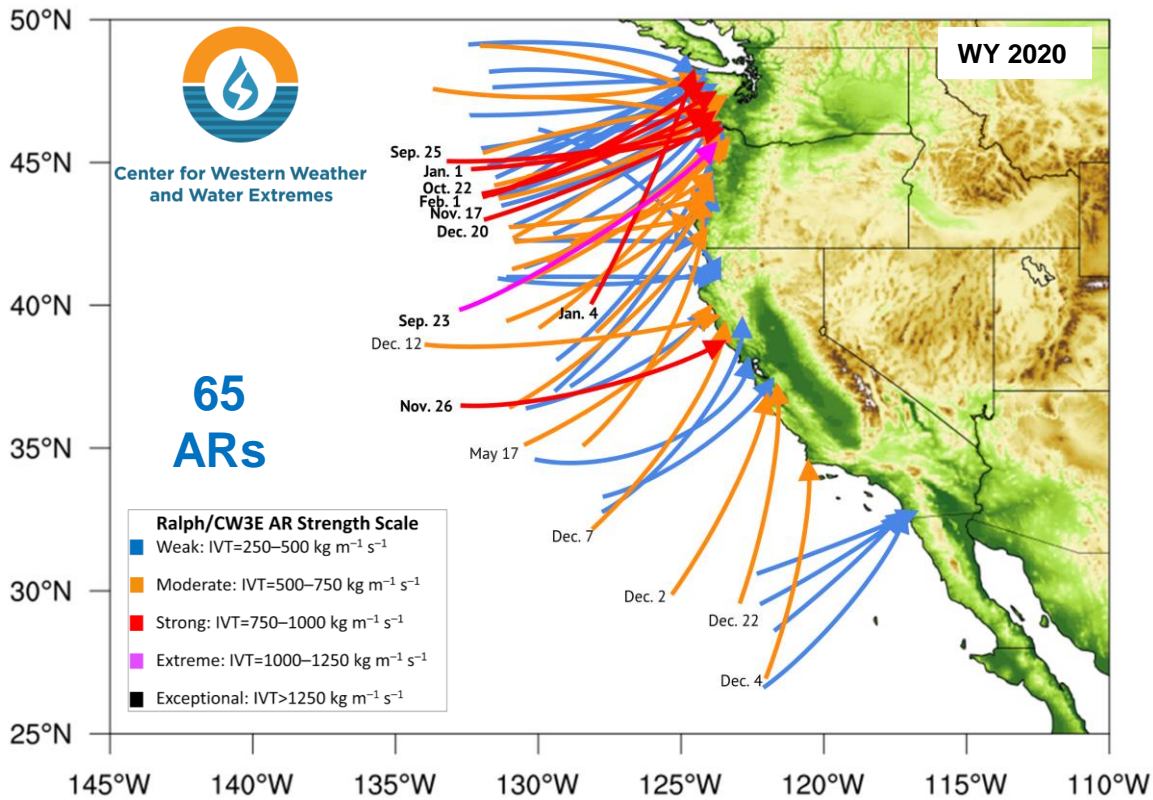 50°N
45°N
40°N
35°N
30°N
25°N
145°W
140°W
135°W
130°W
125°W
120°W
115°W
110°W
WY 2020
Center for Western Weather
and Water Extremes
Sep. 25
Jan. 1
Oct. 22
Feb. 1
Nov. 17
Dec. 20
Sep. 23
Jan. 4
Dec. 12
Nov. 26
May 17
Dec. 7
Dec. 2
Dec. 22
Dec. 4
65
ARs
Ralph/CW3E AR Strength Scale
Weak: IVT=250–500 kg m⁻¹ s⁻¹
Moderate: IVT=500–750 kg m⁻¹ s⁻¹
Strong: IVT=750–1000 kg m⁻¹ s⁻¹
Extreme: IVT=1000–1250 kg m⁻¹ s⁻¹
Exceptional: IVT>1250 kg m⁻¹ s⁻¹